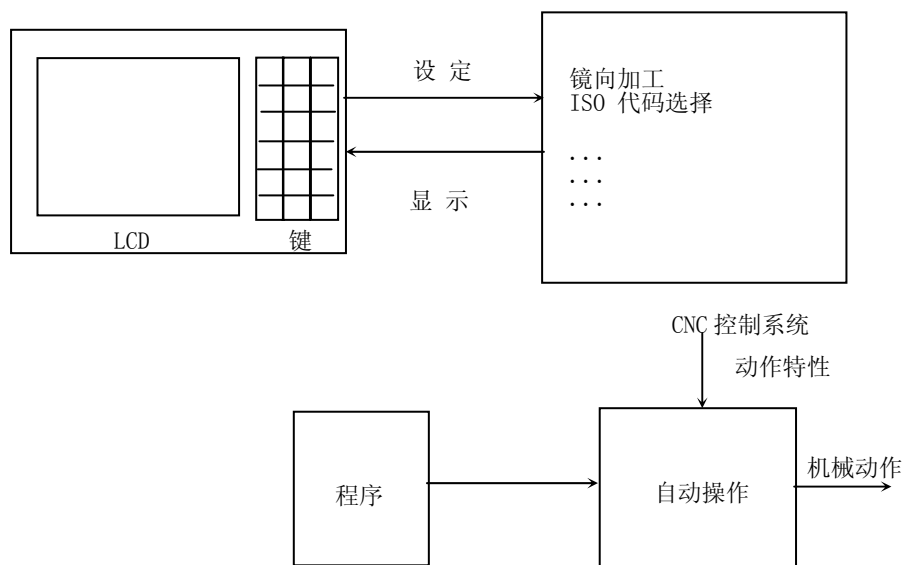 设 定
镜向加工
ISO 代码选择
...
...
...
显 示
LCD
键
CNC 控制系统
动作特性
程序
自动操作
机械动作